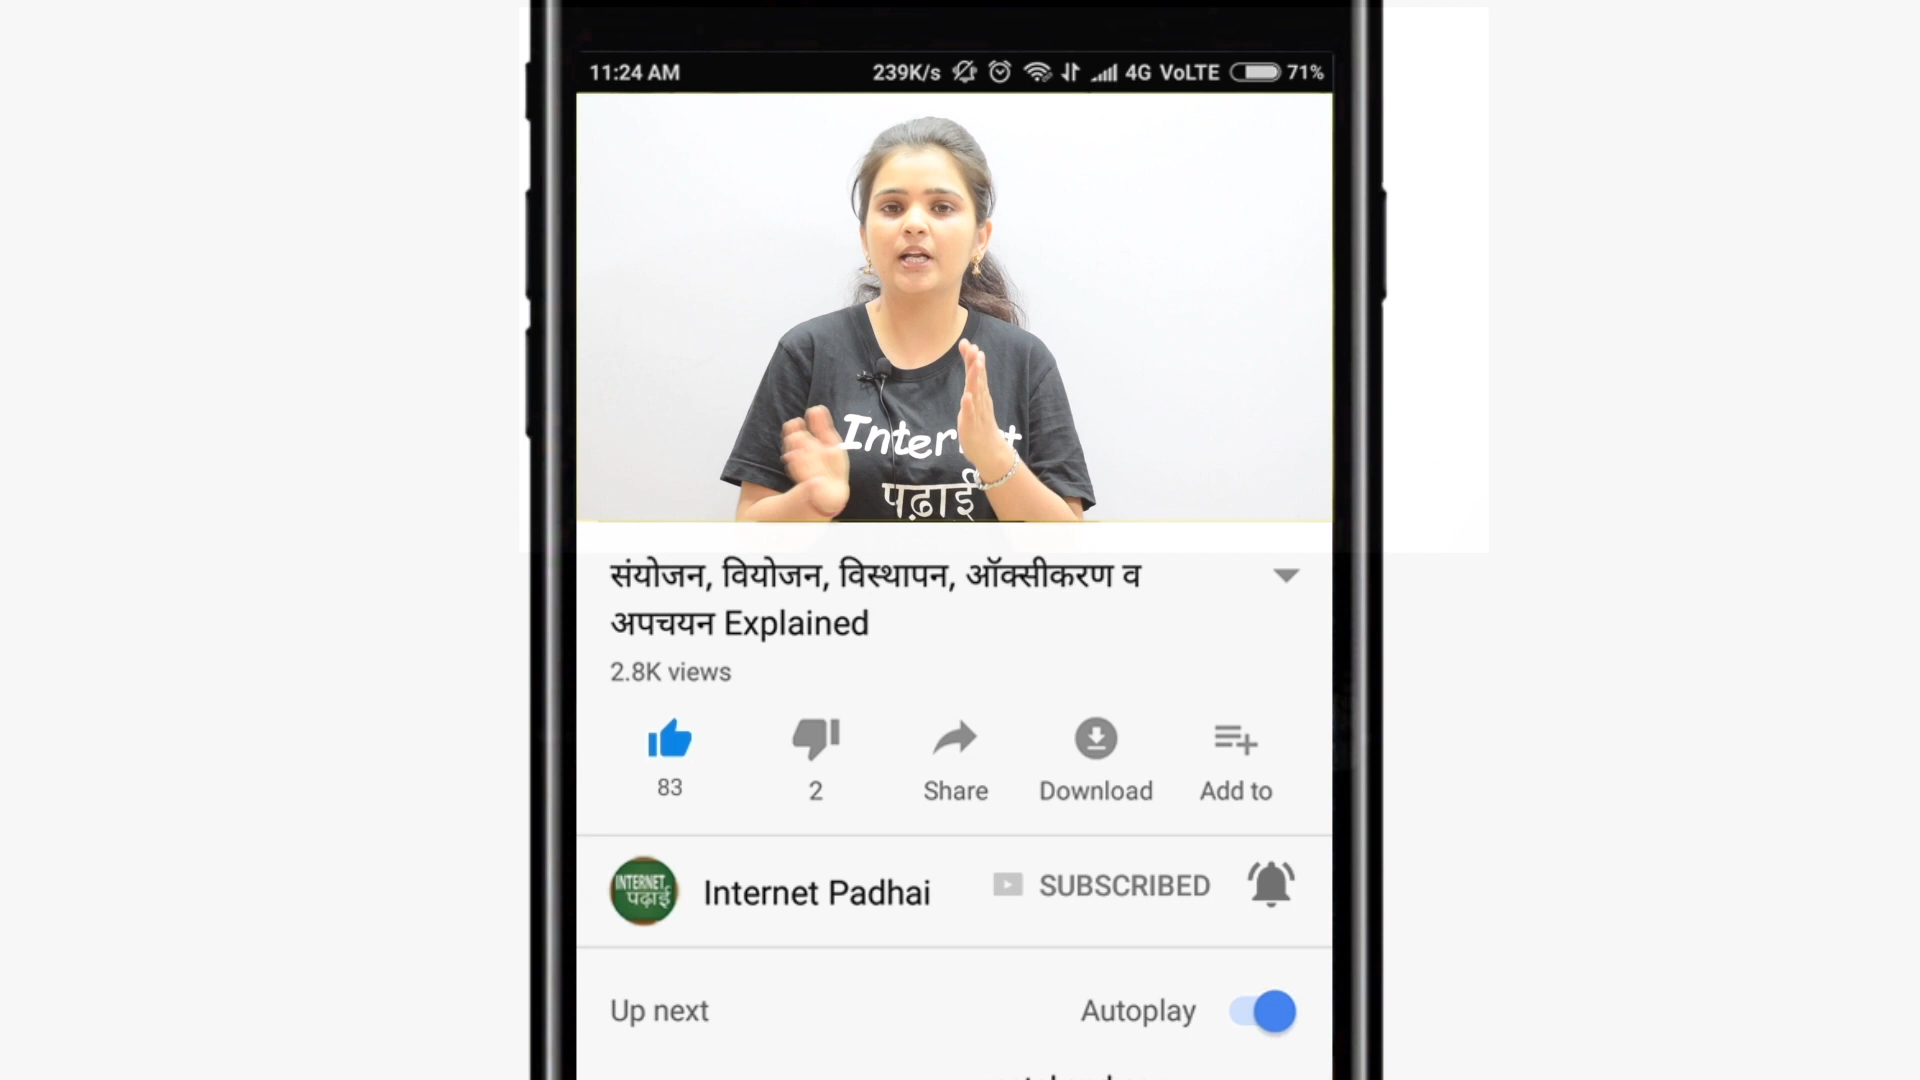 11:24 AM 239K/s 4G VoLTE 71%
Inter t
पढ़ाई
संयोजन, वियोजन, विस्थापन, ऑक्सीकरण व
अपचयन Explained
2.8K views
83 2 Share Download Add to
INTERNET
पढ़ाई
Internet Padhai SUBSCRIBED
Up next Autoplay